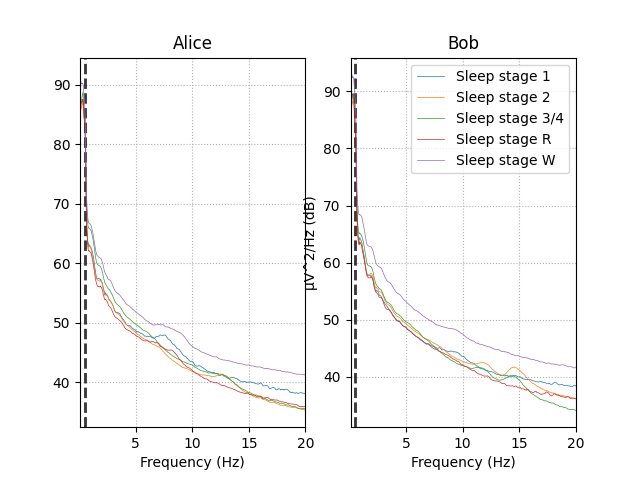 Alice
Bob
90
80
70
60
50
40
5
10
15
20
Frequency (Hz)
µV^2/Hz (dB)
90
80
70
60
50
40
5
10
15
20
Frequency (Hz)
Sleep stage 1
Sleep stage 2
Sleep stage 3/4
Sleep stage R
Sleep stage W